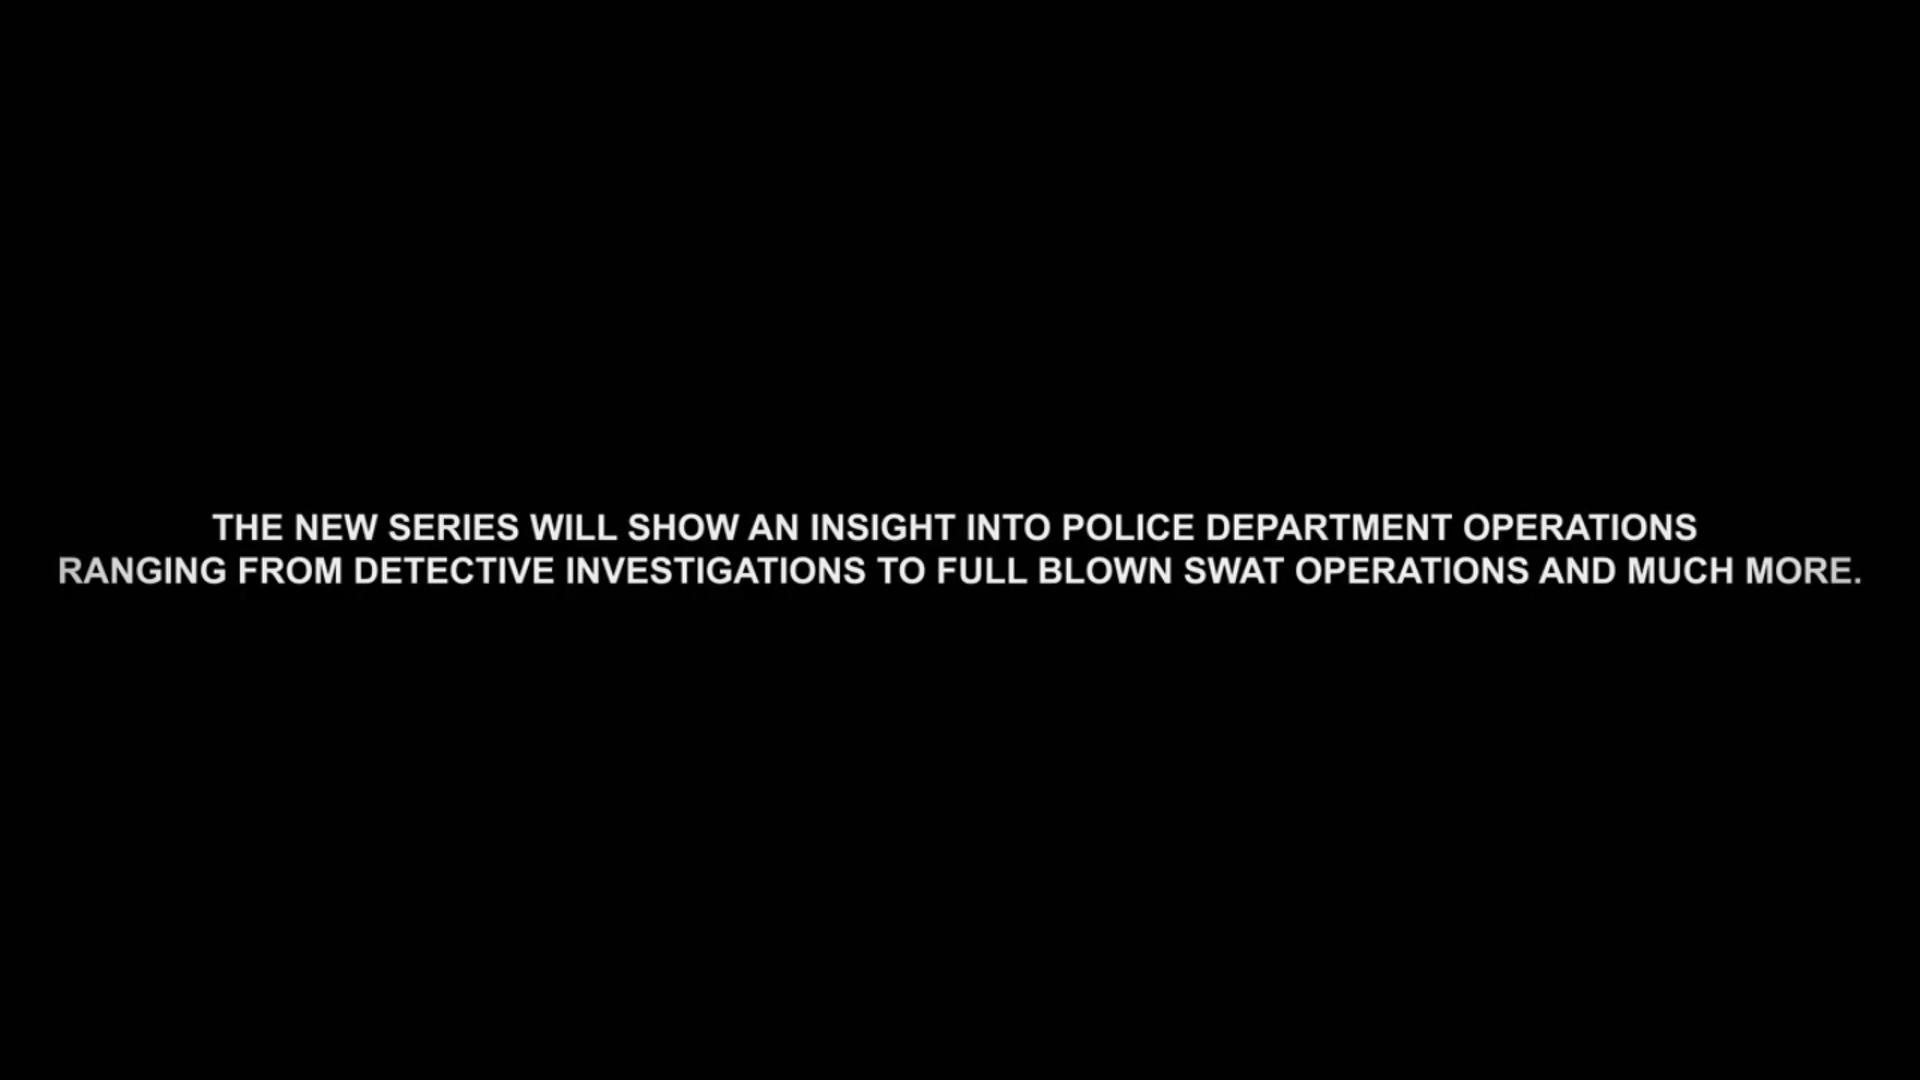 THE NEW SERIES WILL SHOW AN INSIGHT INTO POLICE DEPARTMENT OPERATIONS
RANGING FROM DETECTIVE INVESTIGATIONS TO FULL BLOWN SWAT OPERATIONS AND MUCH MORE.